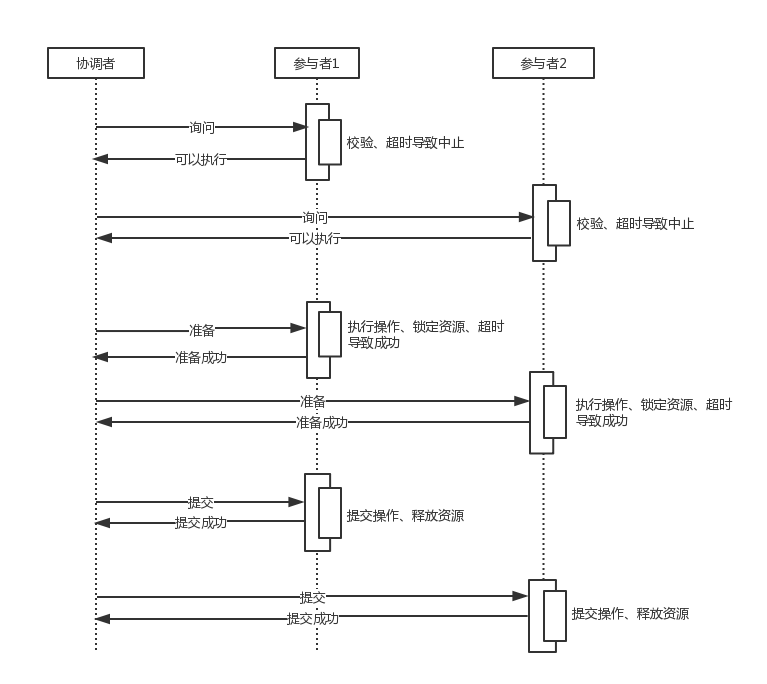 协调者
参与者1
参与者2
询问
校验、超时导致中止
可以执行
询问
校验、超时导致中止
可以执行
准备
执行操作、锁定资源、超时
导致成功
准备成功
准备
执行操作、锁定资源、超时
导致成功
准备成功
提交
提交操作、释放资源
提交成功
提交
提交操作、释放资源
提交成功